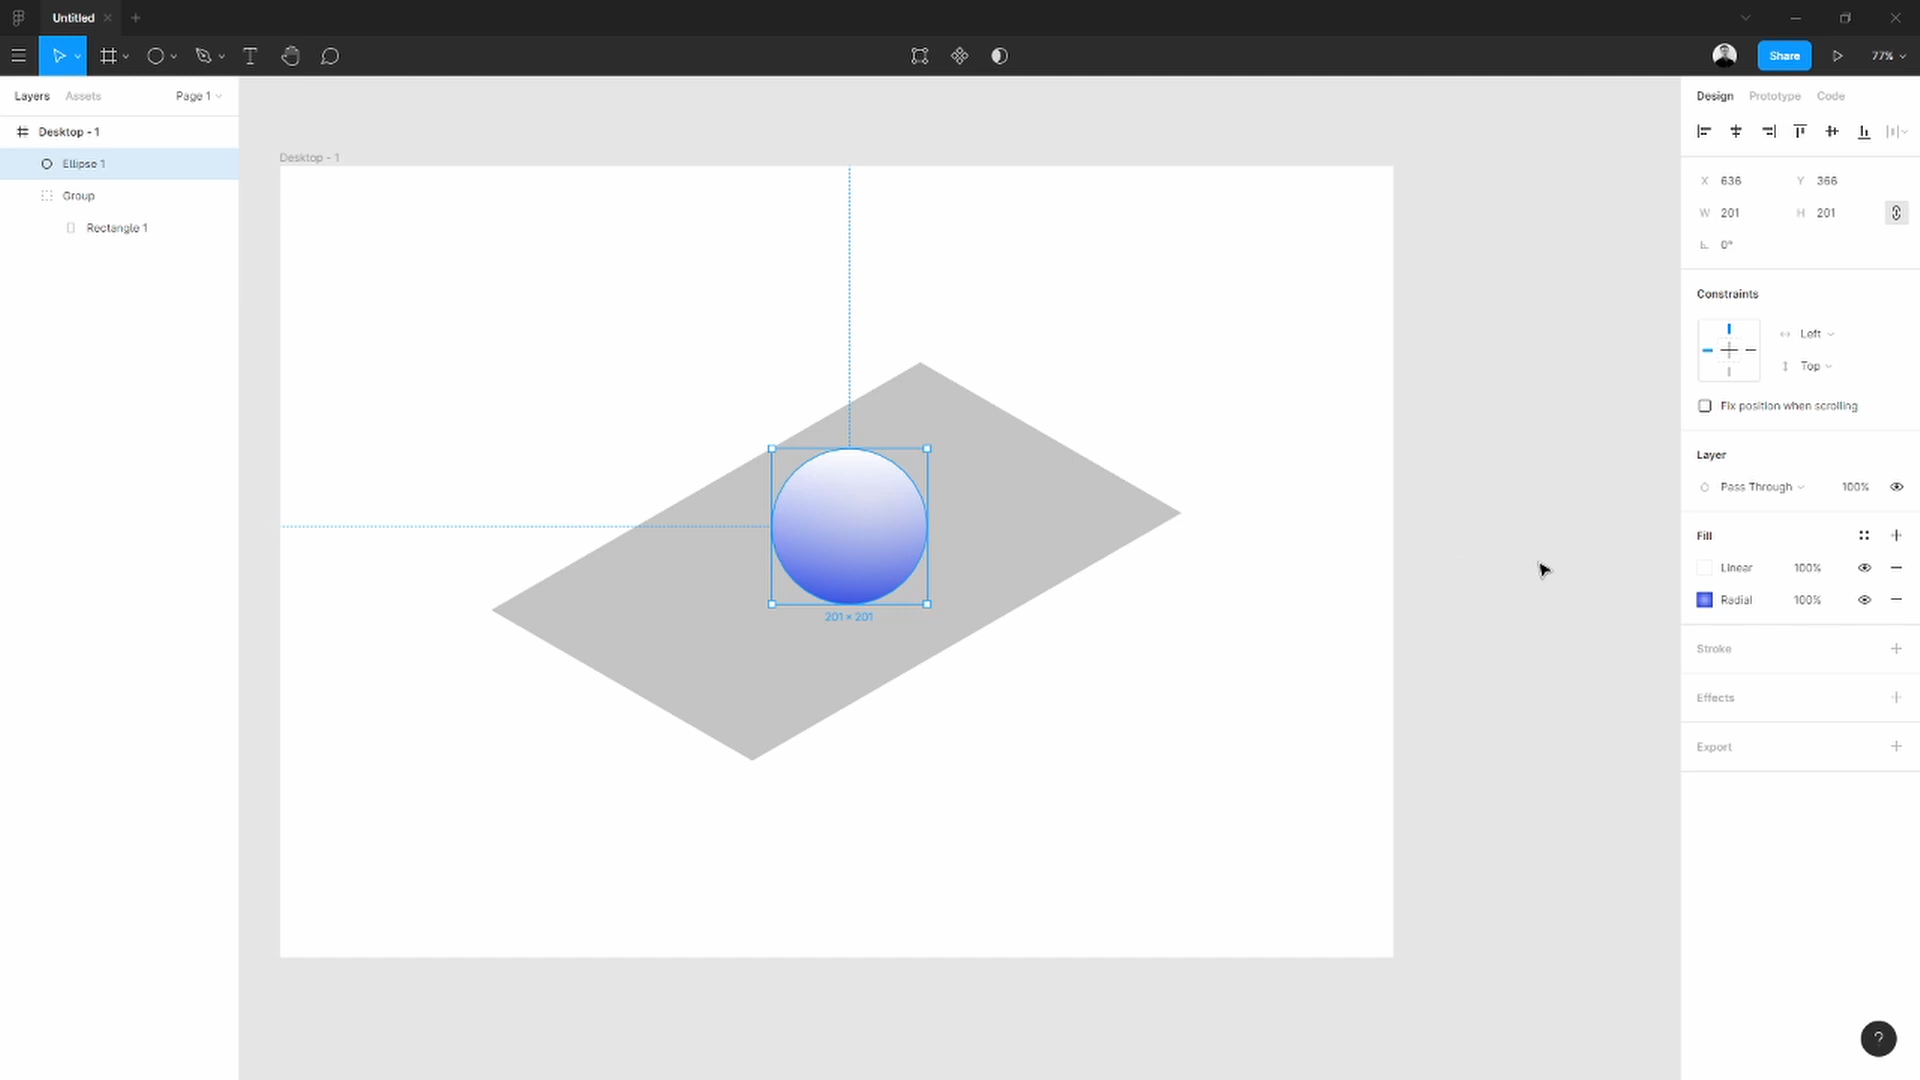 Untitled
Share
77%
Layers
Assets
Page 1
Desktop - 1
Ellipse 1
Group
Rectangle 1
Desktop - 1
201 × 201
Design
Prototype
Code
X 636
Y 366
W 201
H 201
0°
Constraints
Left
Top
Fix position when scrolling
Layer
Pass Through
100%
Fill
Linear
100%
Radial
100%
Stroke
Effects
Export
?